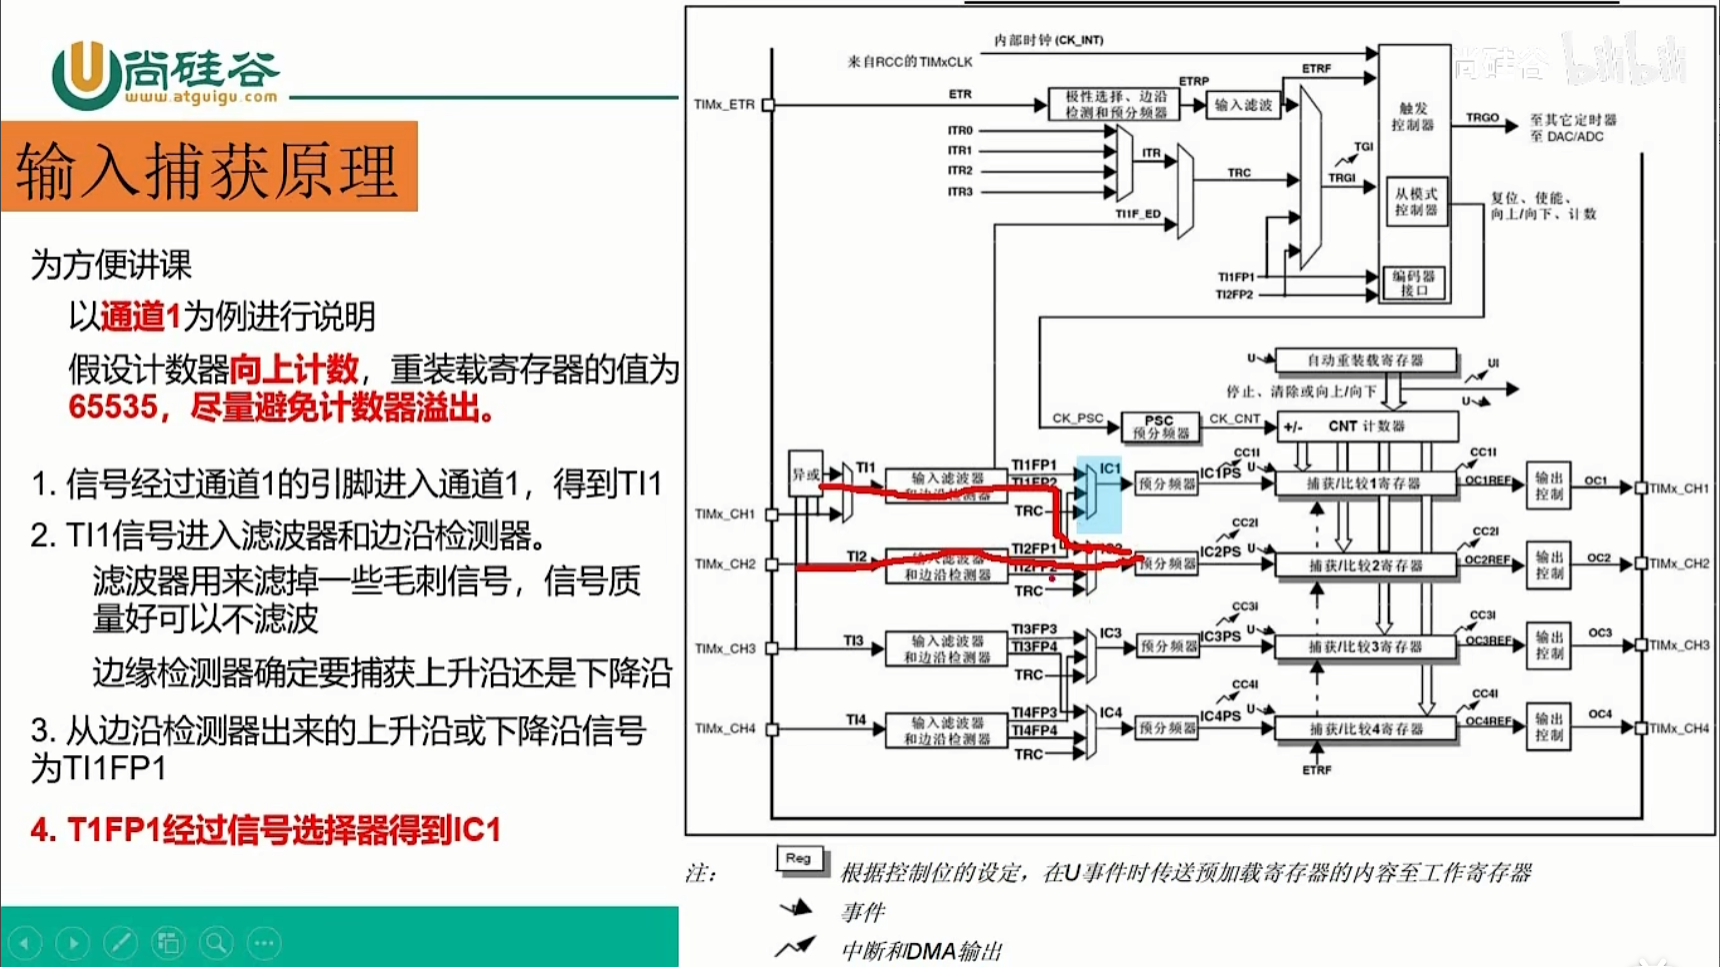 尚硅谷
www.atguigu.com
输入捕获原理
为方便讲课
以通道1为例进行说明
假设计数器向上计数，重装载寄存器的值为
65535，尽量避免计数器溢出。
1. 信号经过通道1的引脚进入通道1，得到TI1
2. TI1信号进入滤波器和边沿检测器。
滤波器用来滤掉一些毛刺信号，信号质
量好可以不滤波
边缘检测器确定要捕获上升沿还是下降沿
3. 从边沿检测器出来的上升沿或下降沿信号
为TI1FP1
4. T1FP1经过信号选择器得到IC1
尚硅谷 bilibili
内部时钟 (CK_INT)
来自RCC的TIMxCLK
ETRF
TIMx_ETR
ETR
极性选择、边沿
检测和预分频器
ETRP
输入滤波
触发
控制器
TRGO
至其它定时器
至 DAC/ADC
ITR0
ITR1
ITR2
ITR3
ITR
TRC
TGI
TRGI
TI1F_ED
从模式
控制器
复位、使能、
向上/向下、计数
TI1FP1
TI2FP2
编码器
接口
U
自动重装载寄存器
UI
停止、清除或向上/向下
U
CK_PSC
PSC
预分频器
CK_CNT
+/-
CNT 计数器
异或
TI1
输入滤波器
TI1FP1
TI1FP2
TRC
IC1
预分频器
IC1PS
CC1I
U
捕获/比较1寄存器
CC1I
OC1REF
输出
控制
OC1
TIMx_CH1
TIMx_CH1
TIMx_CH2
TI2
和边沿检测器
TI2FP1
TRC
预分频器
IC2PS
CC2I
U
捕获/比较2寄存器
CC2I
OC2REF
输出
控制
OC2
TIMx_CH2
TIMx_CH3
TI3
输入滤波器
和边沿检测器
TI3FP3
TI3FP4
TRC
IC3
预分频器
IC3PS
CC3I
U
捕获/比较3寄存器
CC3I
OC3REF
输出
控制
OC3
TIMx_CH3
TIMx_CH4
TI4
输入滤波器
和边沿检测器
TI4FP3
TI4FP4
TRC
IC4
预分频器
IC4PS
CC4I
U
捕获/比较4寄存器
CC4I
OC4REF
输出
控制
OC4
TIMx_CH4
ETRF
注：
Reg
根据控制位的设定，在U事件时传送预加载寄存器的内容至工作寄存器
事件
中断和DMA输出